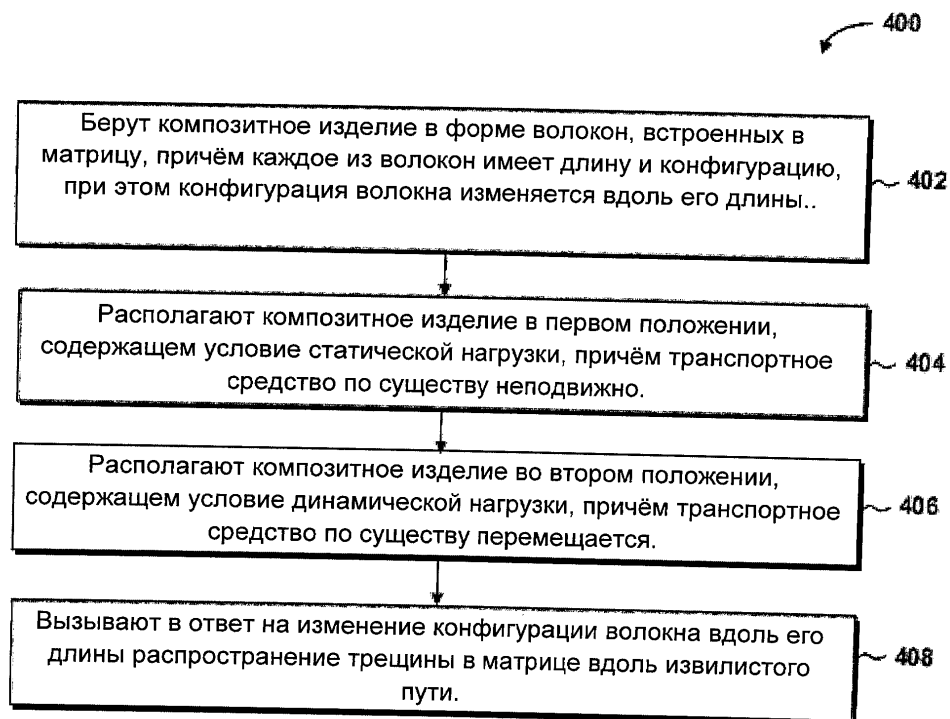 400
Берут композитное изделие в форме волокон, встроенных в
матрицу, причём каждое из волокон имеет длину и конфигурацию,
при этом конфигурация волокна изменяется вдоль его длины..
402
Располагают композитное изделие в первом положении,
содержащем условие статической нагрузки, причём транспортное
средство по существу неподвижно.
404
Располагают композитное изделие во втором положении,
содержащем условие динамической нагрузки, причём транспортное
средство по существу перемещается.
406
Вызывают в ответ на изменение конфигурации волокна вдоль его
длины распространение трещины в матрице вдоль извилистого
пути.
408